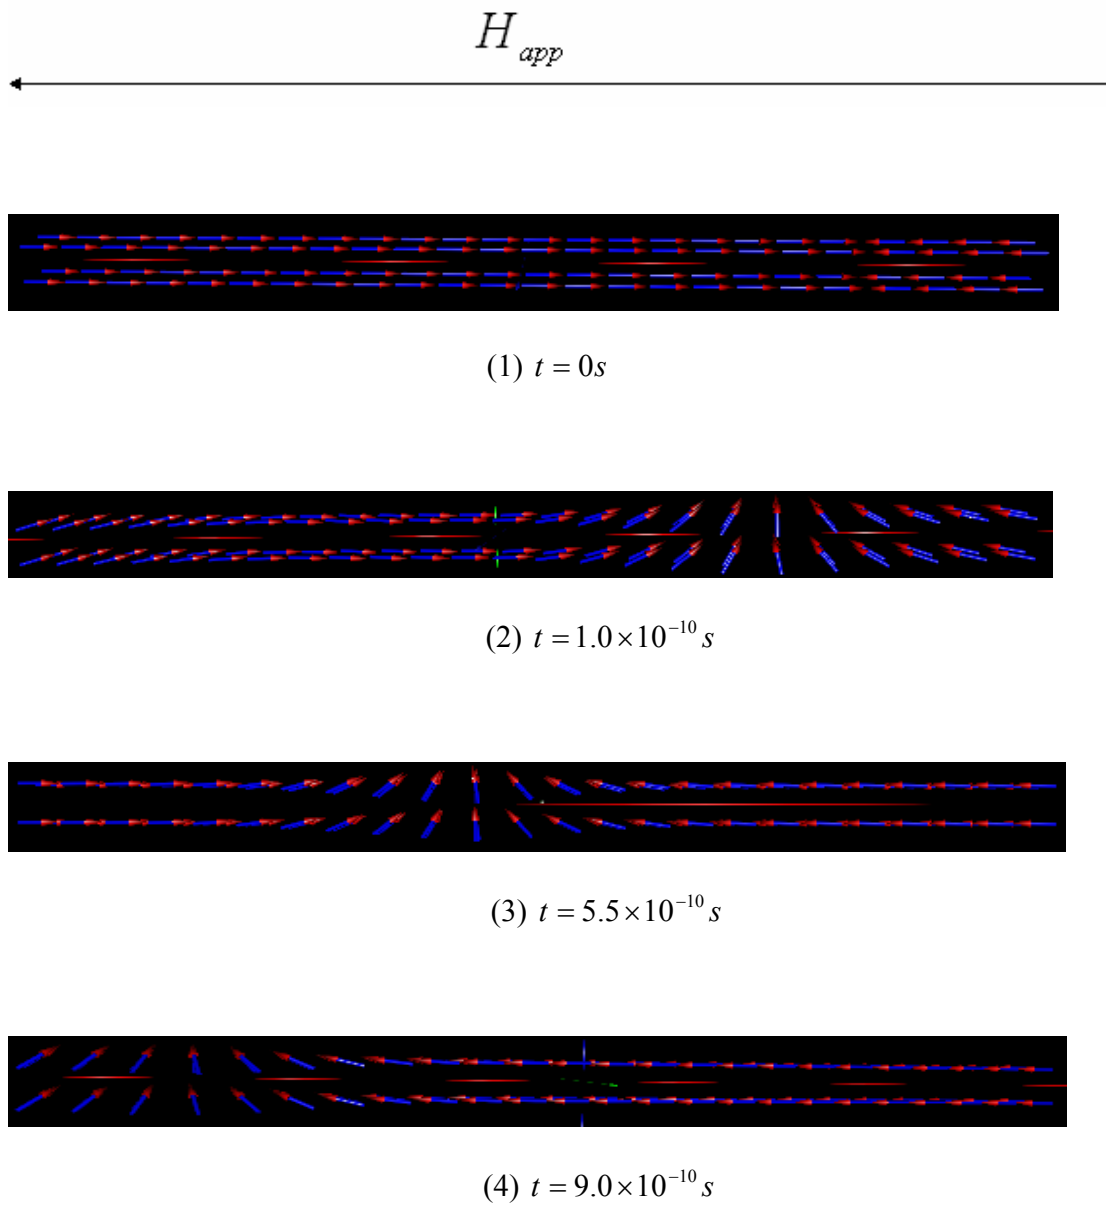 H_app
(1) t = 0s
(2) t = 1.0×10⁻¹⁰ s
(3) t = 5.5×10⁻¹⁰ s
(4) t = 9.0×10⁻¹⁰ s